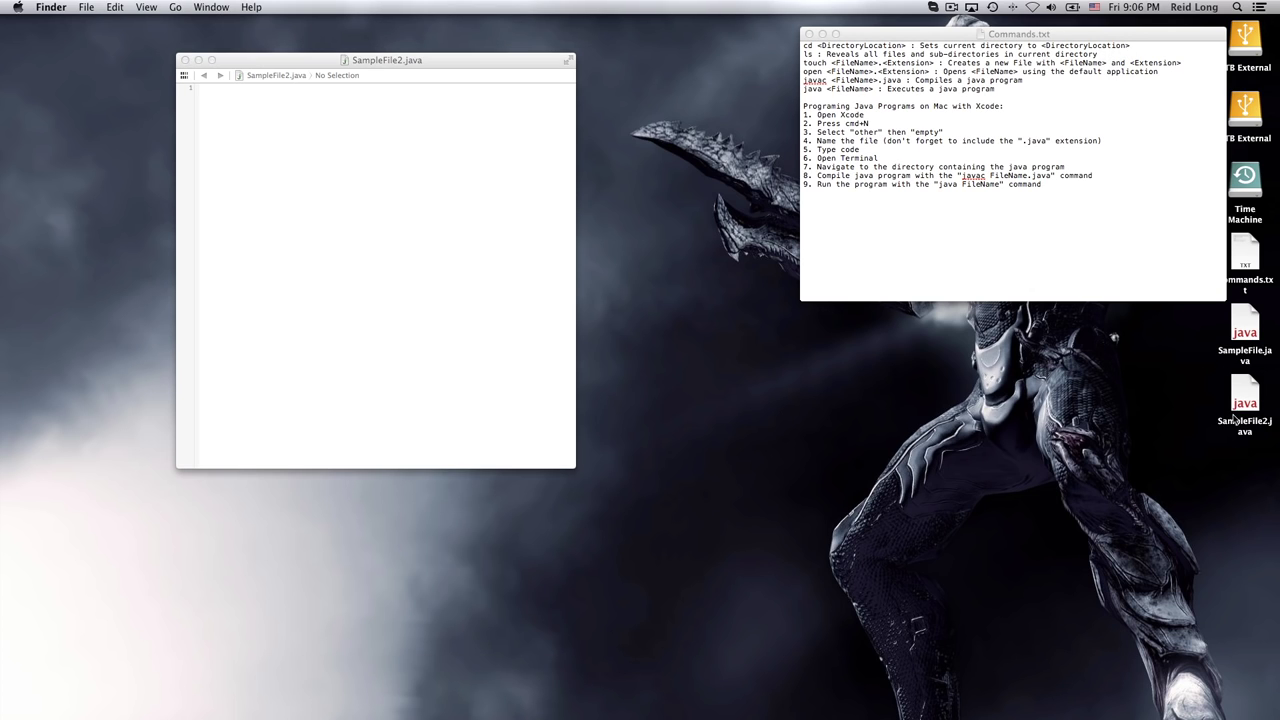 Finder File Edit View Go Window Help
Fri 9:06 PM Reid Long
SampleFile2.java
SampleFile2.java No Selection
1
Commands.txt
cd <DirectoryLocation> : Sets current directory to <DirectoryLocation>
ls : Reveals all files and sub-directories in current directory
touch <FileName>.<Extension> : Creates a new File with <FileName> and <Extension>
open <FileName>.<Extension> : Opens <FileName> using the default application
javac <FileName>.java : Compiles a java program
java <FileName> : Executes a java program
Programing Java Programs on Mac with Xcode:
1. Open Xcode
2. Press cmd+N
3. Select "other" then "empty"
4. Name the file (don't forget to include the ".java" extension)
5. Type code
6. Open Terminal
7. Navigate to the directory containing the java program
8. Compile java program with the "javac FileName.java" command
9. Run the program with the "java FileName" command
TB External
TB External
Time
Machine
TXT
ommands.tx
t
java
SampleFile.ja
va
java
SampleFile2.j
ava